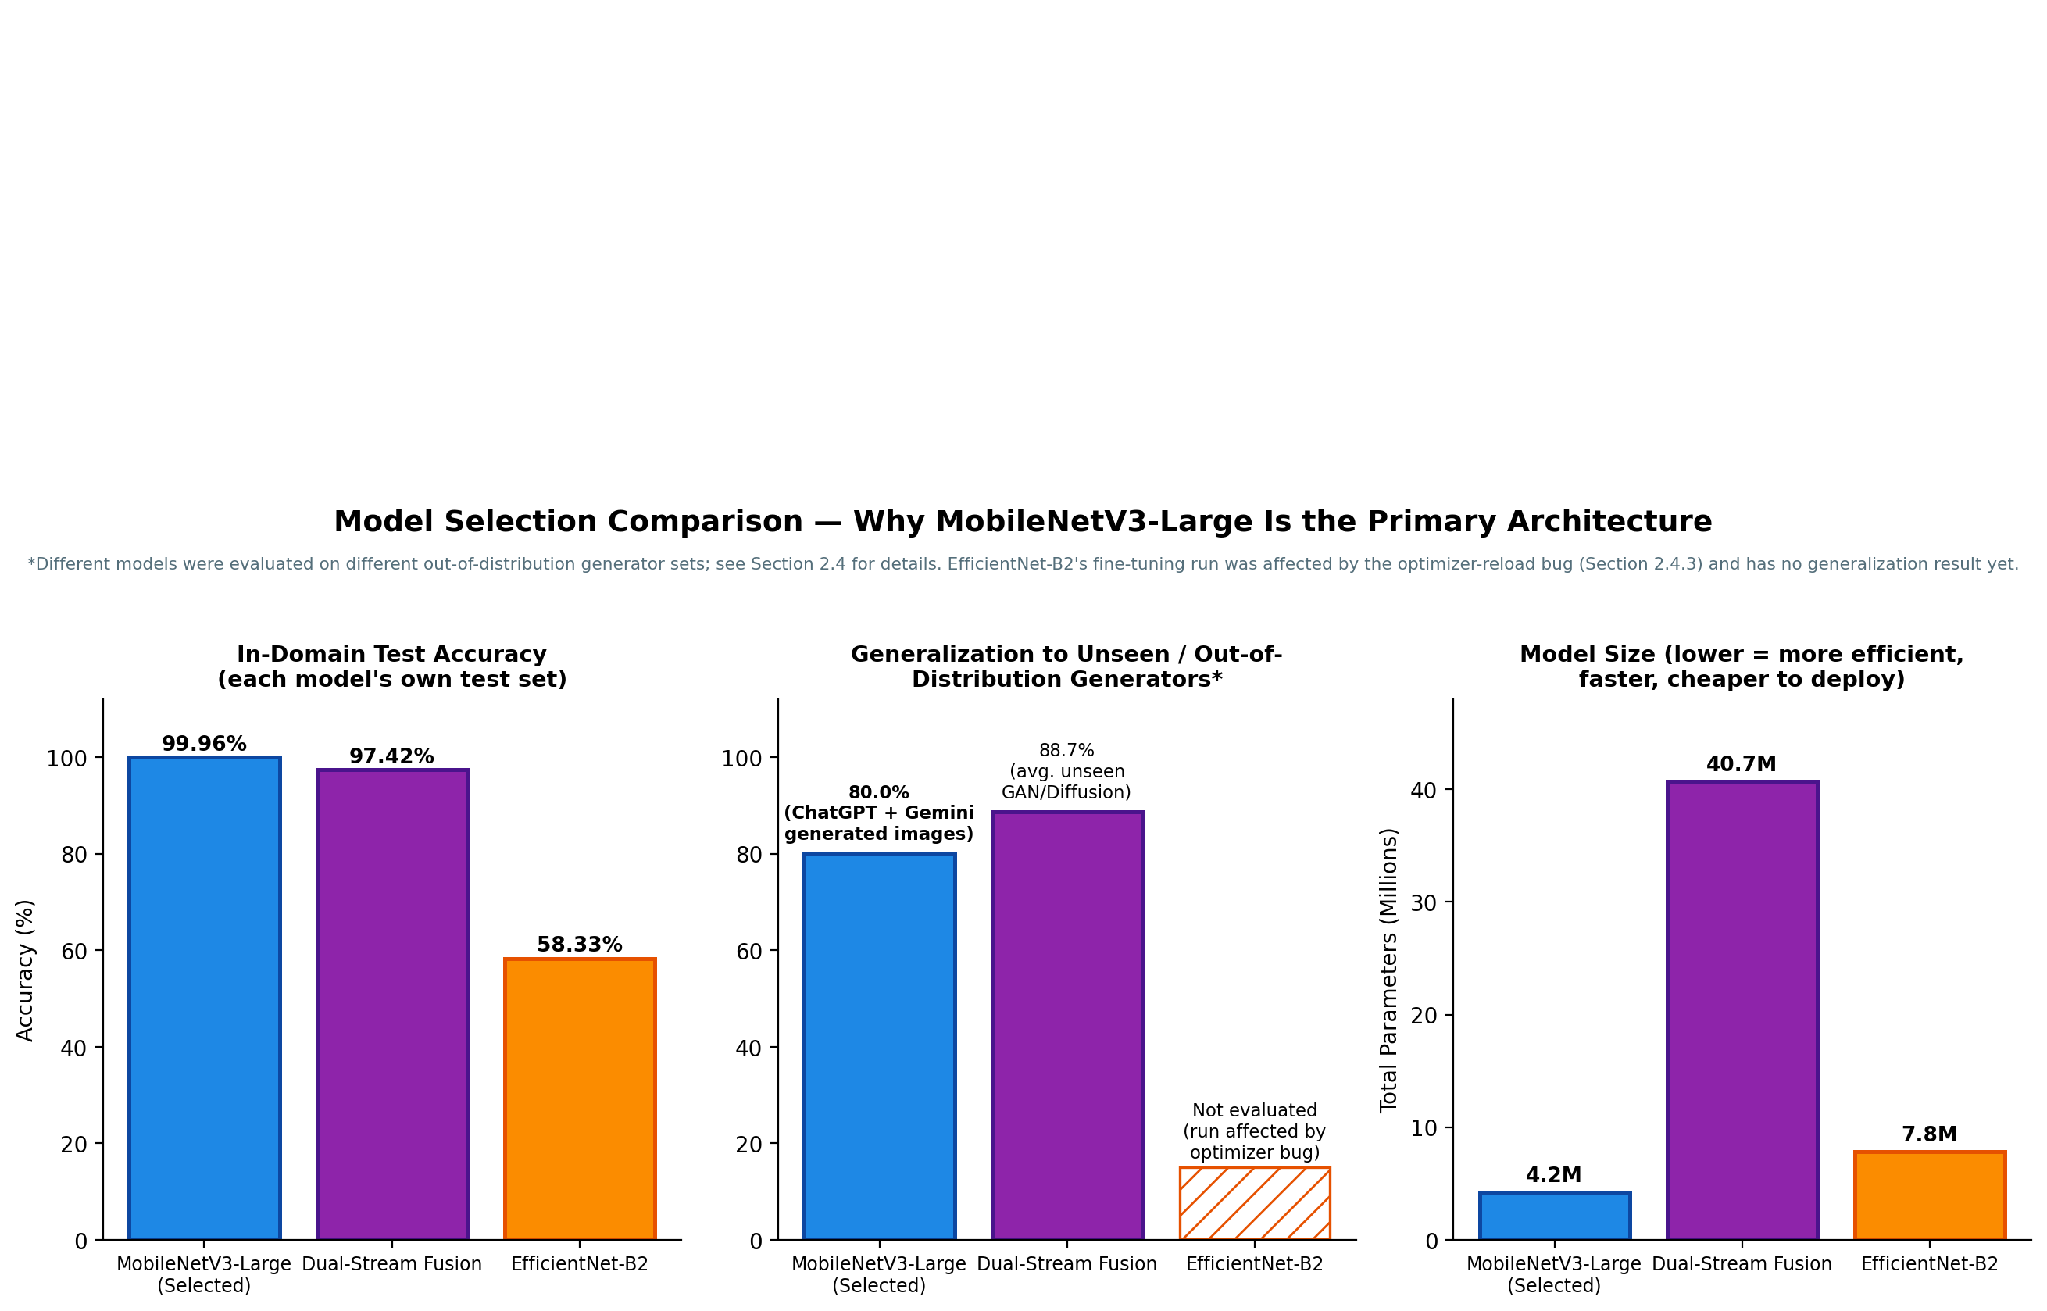 Model Selection Comparison — Why MobileNetV3-Large Is the Primary Architecture
*Different models were evaluated on different out-of-distribution generator sets; see Section 2.4 for details. EfficientNet-B2's fine-tuning run was affected by the optimizer-reload bug (Section 2.4.3) and has no generalization result yet.
In-Domain Test Accuracy
(each model's own test set)
Accuracy (%)
100
80
60
40
20
0
99.96%
97.42%
58.33%
MobileNetV3-Large
(Selected)
Dual-Stream Fusion
EfficientNet-B2
Generalization to Unseen / Out-of-
Distribution Generators*
100
80
60
40
20
0
80.0%
(ChatGPT + Gemini
generated images)
88.7%
(avg. unseen
GAN/Diffusion)
Not evaluated
(run affected by
optimizer bug)
MobileNetV3-Large
(Selected)
Dual-Stream Fusion
EfficientNet-B2
Model Size (lower = more efficient,
faster, cheaper to deploy)
Total Parameters (Millions)
40
30
20
10
0
4.2M
40.7M
7.8M
MobileNetV3-Large
(Selected)
Dual-Stream Fusion
EfficientNet-B2